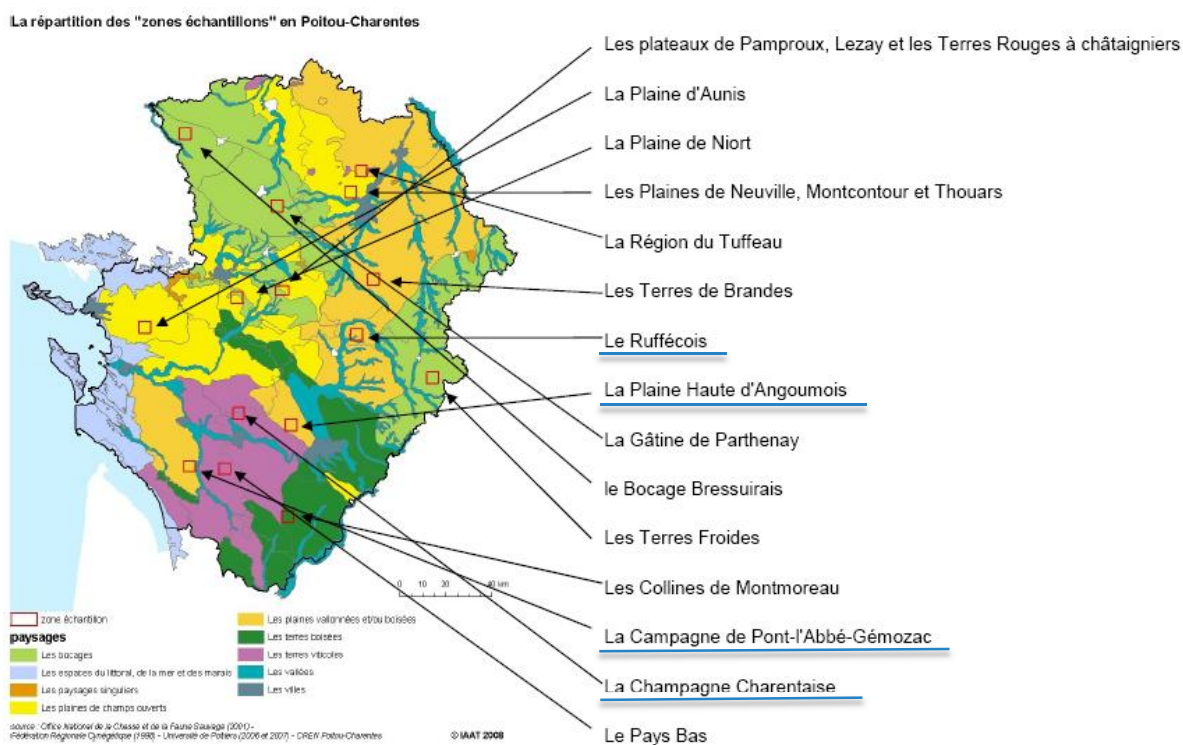 La répartition des "zones échantillons" en Poitou-Charentes
Les plateaux de Pamproux, Lezay et les Terres Rouges à châtaigniers
La Plaine d'Aunis
La Plaine de Niort
Les Plaines de Neuville, Montcontour et Thouars
La Région du Tuffeau
Les Terres de Brandes
Le Ruffécois
La Plaine Haute d'Angoumois
La Gâtine de Parthenay
le Bocage Bressuirais
Les Terres Froides
Les Collines de Montmoreau
La Campagne de Pont-l'Abbé-Gémozac
La Champagne Charentaise
Le Pays Bas
0 10 20 40 km
zone échantillon
paysages
Les bocages
Les espaces du littoral, de la mer et des marais
Les paysages singuliers
Les plaines de champs ouverts
Les plaines vallonnées et/ou boisées
Les terres boisées
Les terres viticoles
Les vallées
Les villes
source : Office National de la Chasse et de la Faune Sauvage (2001) -
Fédération Régionale Cynégétique (1998) - Université de Poitiers (2006 et 2007) - DREN Poitou-Charentes
© IAAT 2008